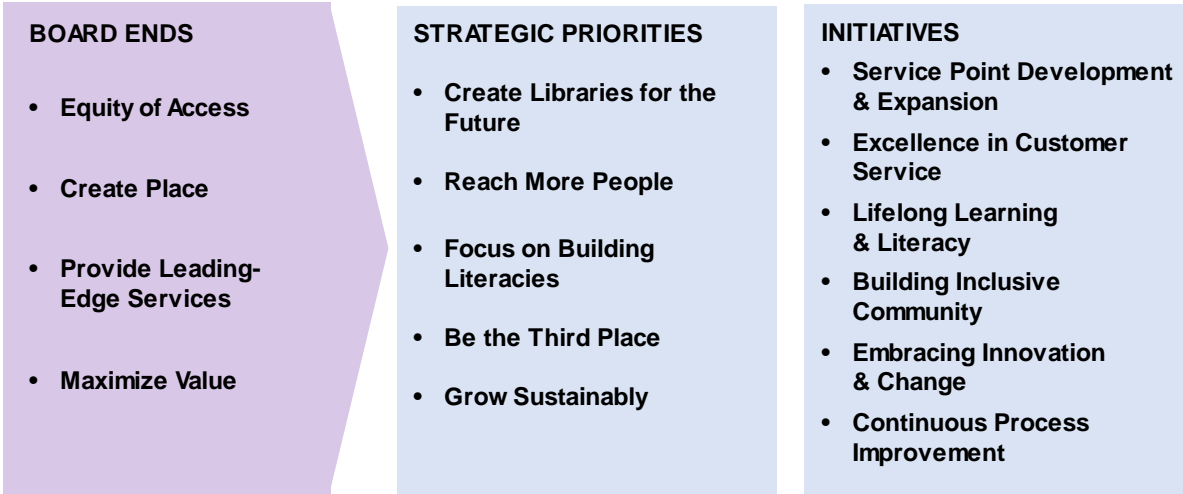 BOARD ENDS
• Equity of Access
• Create Place
• Provide Leading-
Edge Services
• Maximize Value
STRATEGIC PRIORITIES
• Create Libraries for the
Future
• Reach More People
• Focus on Building
Literacies
• Be the Third Place
• Grow Sustainably
INITIATIVES
• Service Point Development
& Expansion
• Excellence in Customer
Service
• Lifelong Learning
& Literacy
• Building Inclusive
Community
• Embracing Innovation
& Change
• Continuous Process
Improvement